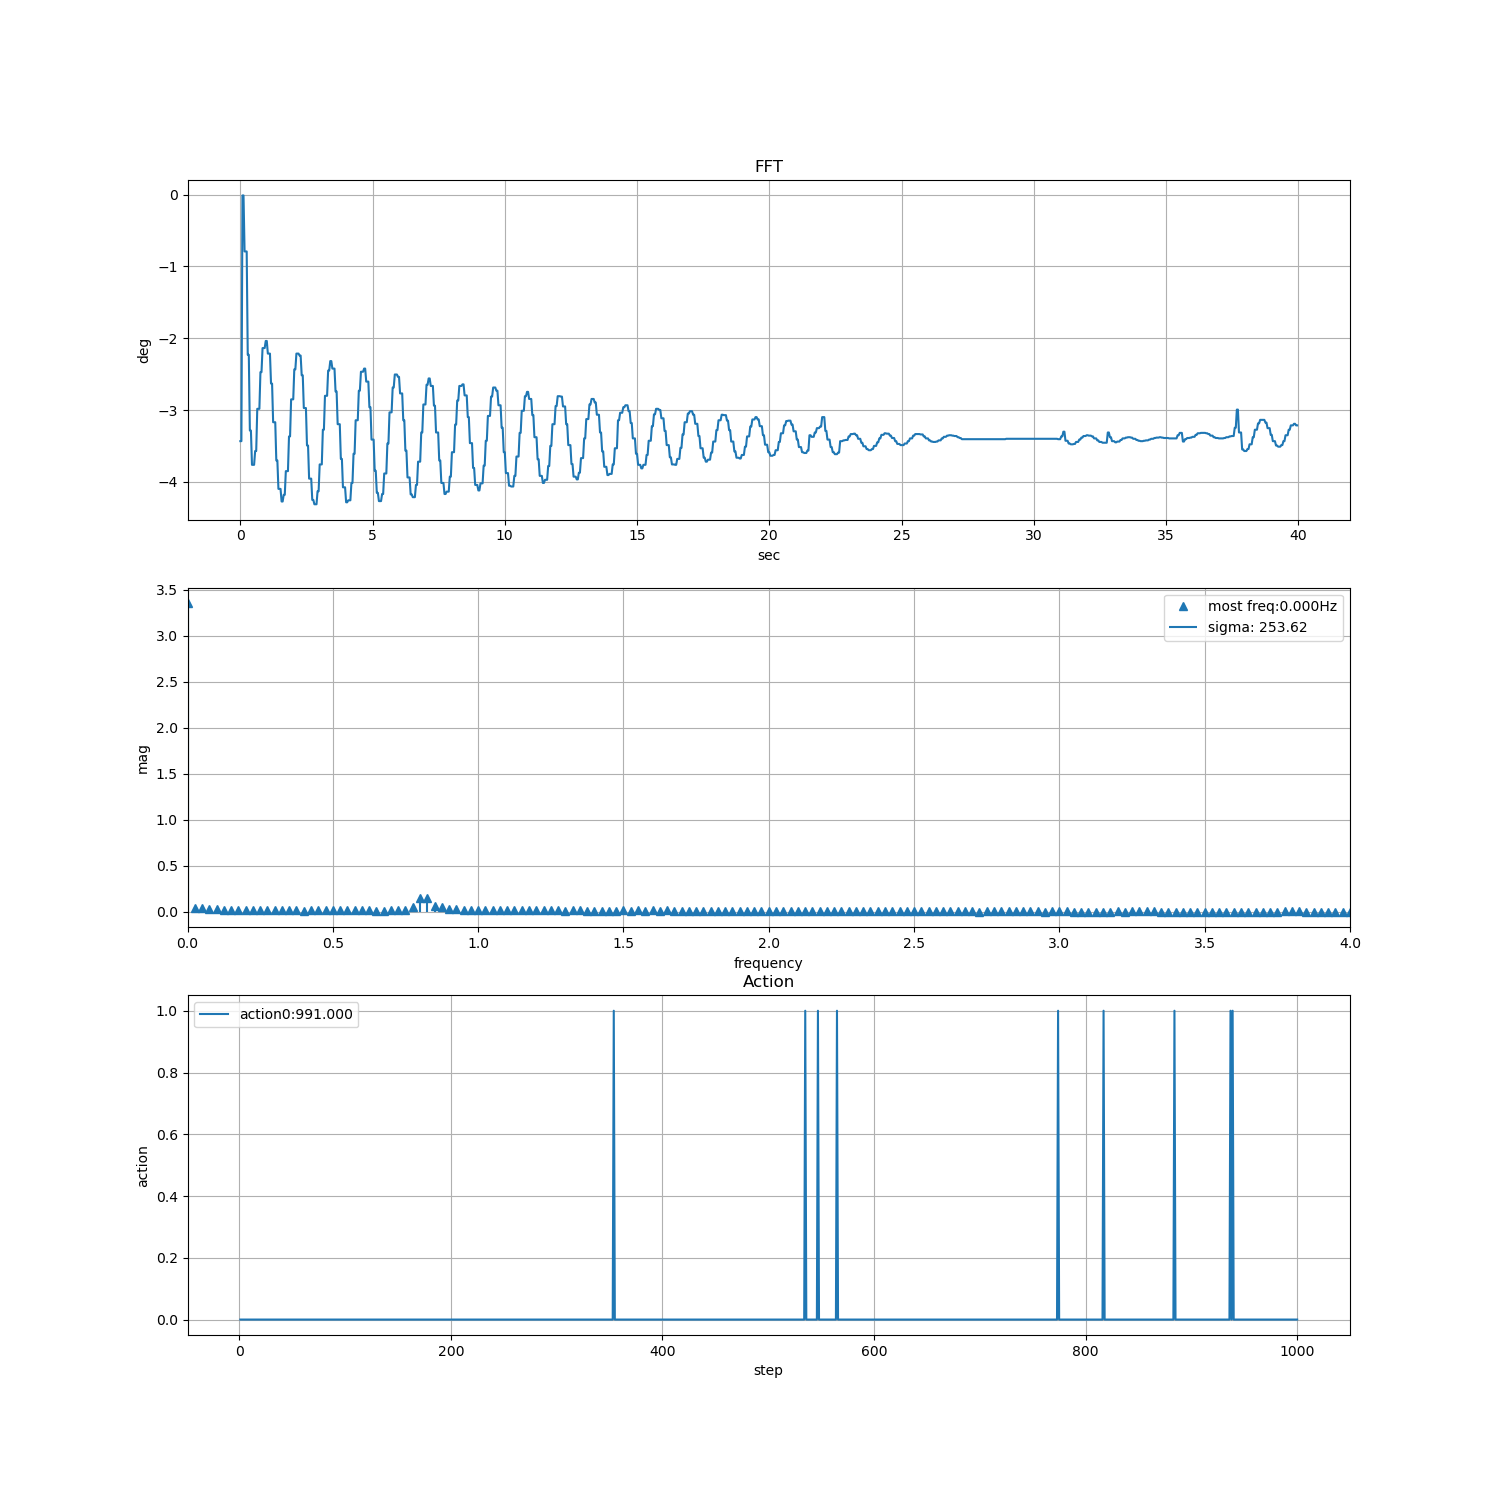 FFT
0
−1
−2
−3
−4
deg
0 5 10 15 20 25 30 35 40
sec
3.5
3.0
2.5
2.0
1.5
1.0
0.5
0.0
mag
most freq:0.000Hz
sigma: 253.62
0.0 0.5 1.0 1.5 2.0 2.5 3.0 3.5 4.0
frequency
Action
1.0
0.8
0.6
0.4
0.2
0.0
action
action0:991.000
0 200 400 600 800 1000
step